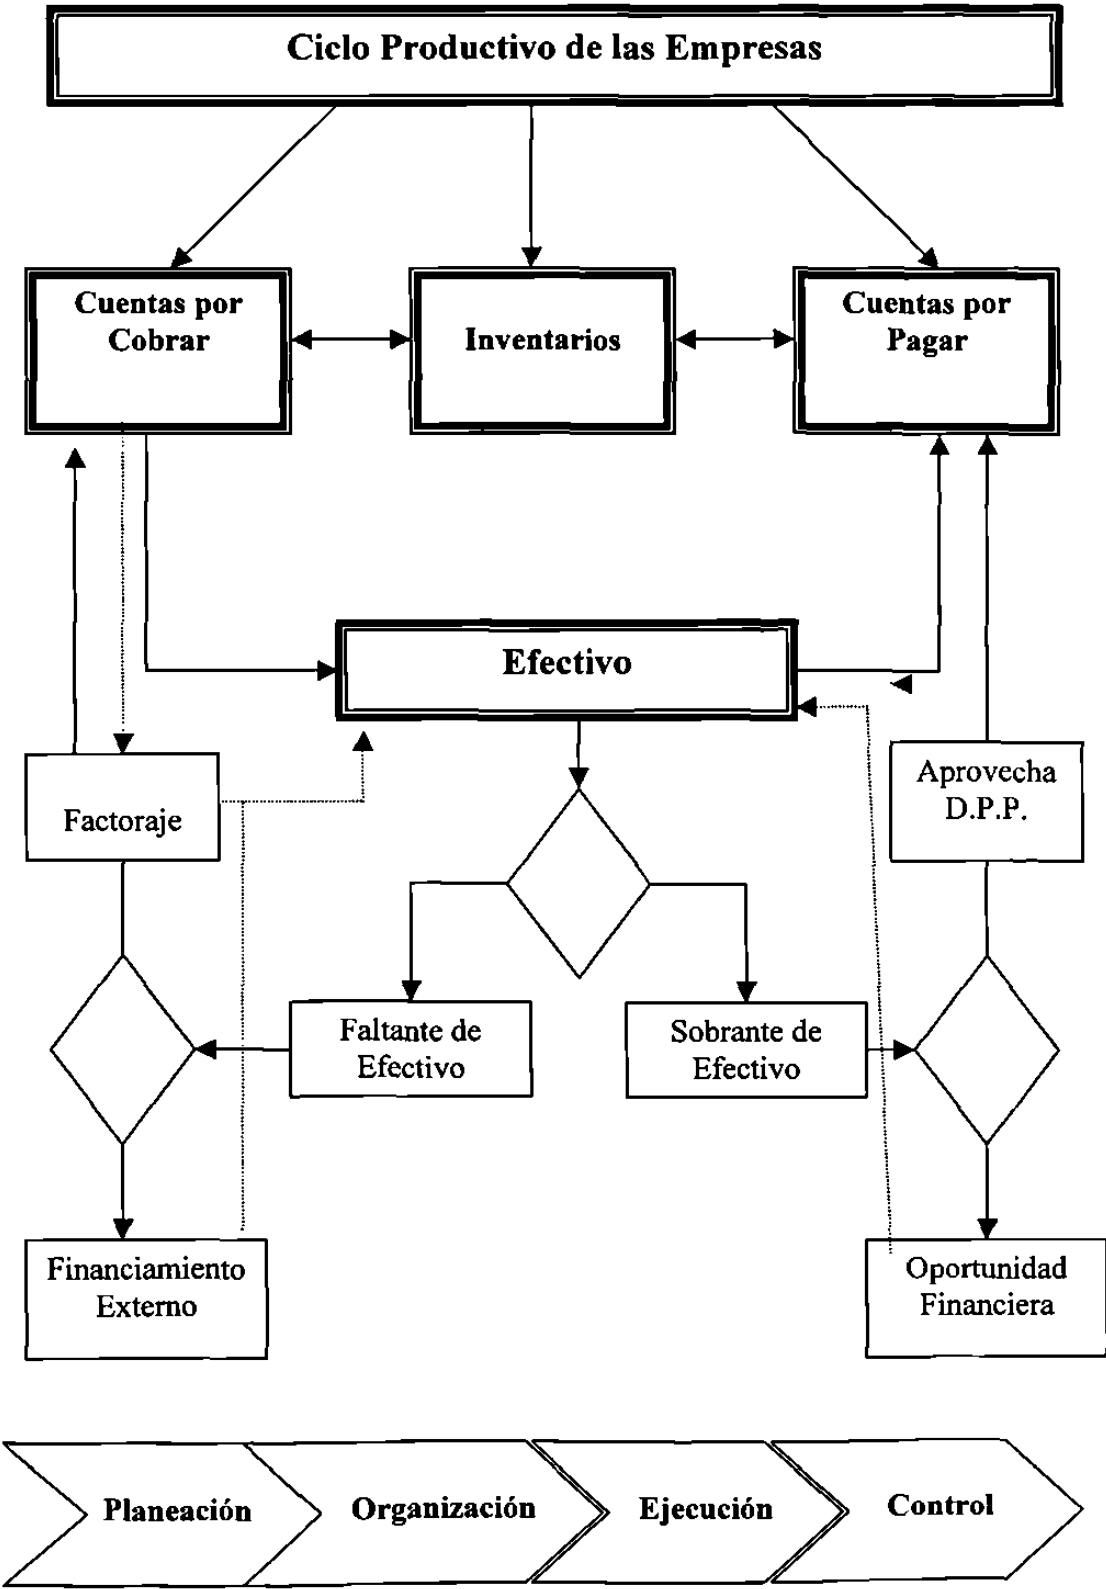 Ciclo Productivo de las Empresas
Cuentas por
Cobrar
Inventarios
Cuentas por
Pagar
Efectivo
Factoraje
Aprovecha
D.P.P.
Faltante de
Efectivo
Sobrante de
Efectivo
Financiamiento
Externo
Oportunidad
Financiera
Planeación
Organización
Ejecución
Control